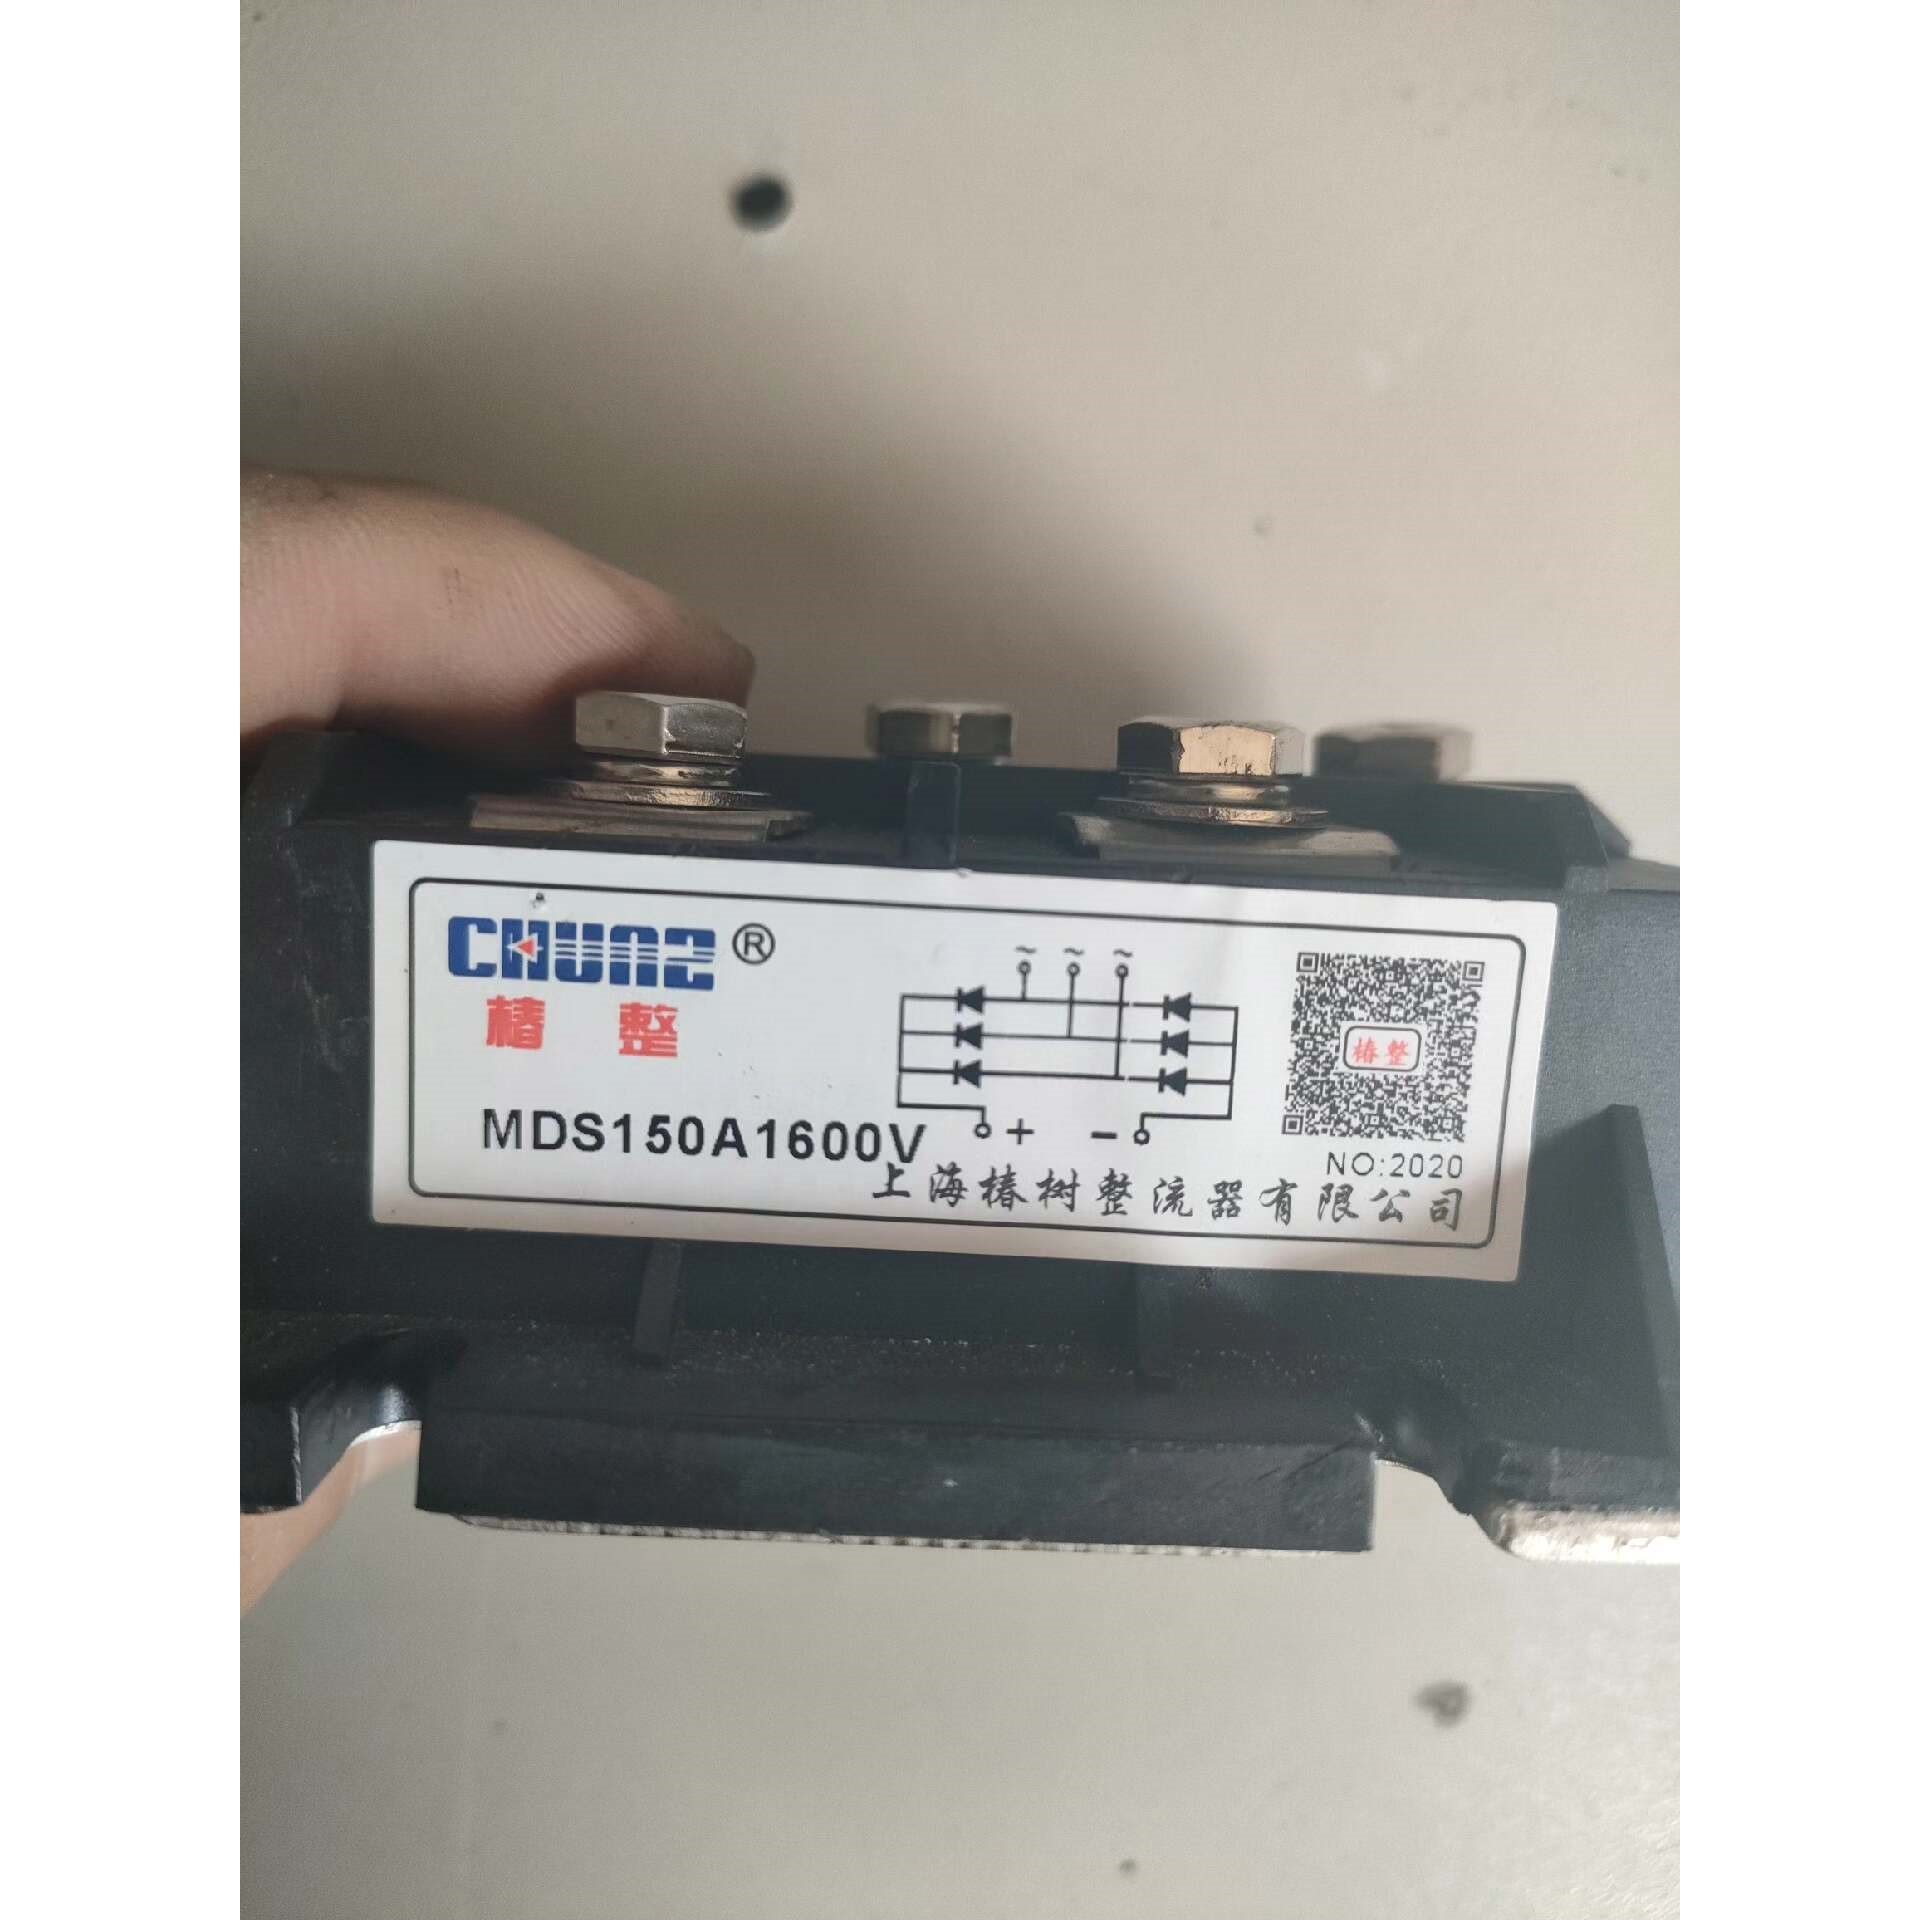 CHUNZ ®
椿整
~ ~ ~
+ −
椿整
MDS150A1600V
NO:2020
上海椿树整流器有限公司